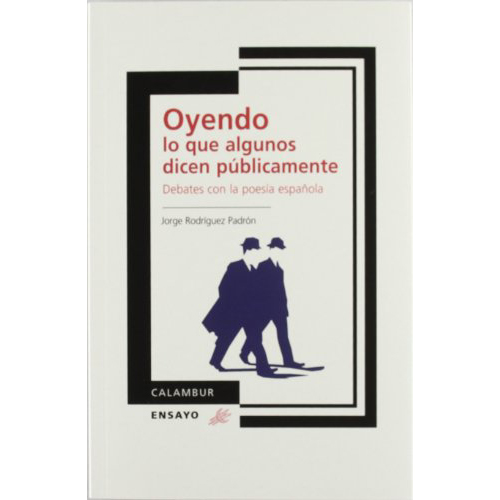 Oyendo
lo que algunos
dicen públicamente
Debates con la poesía española
Jorge Rodríguez Padrón
CALAMBUR
ENSAYO